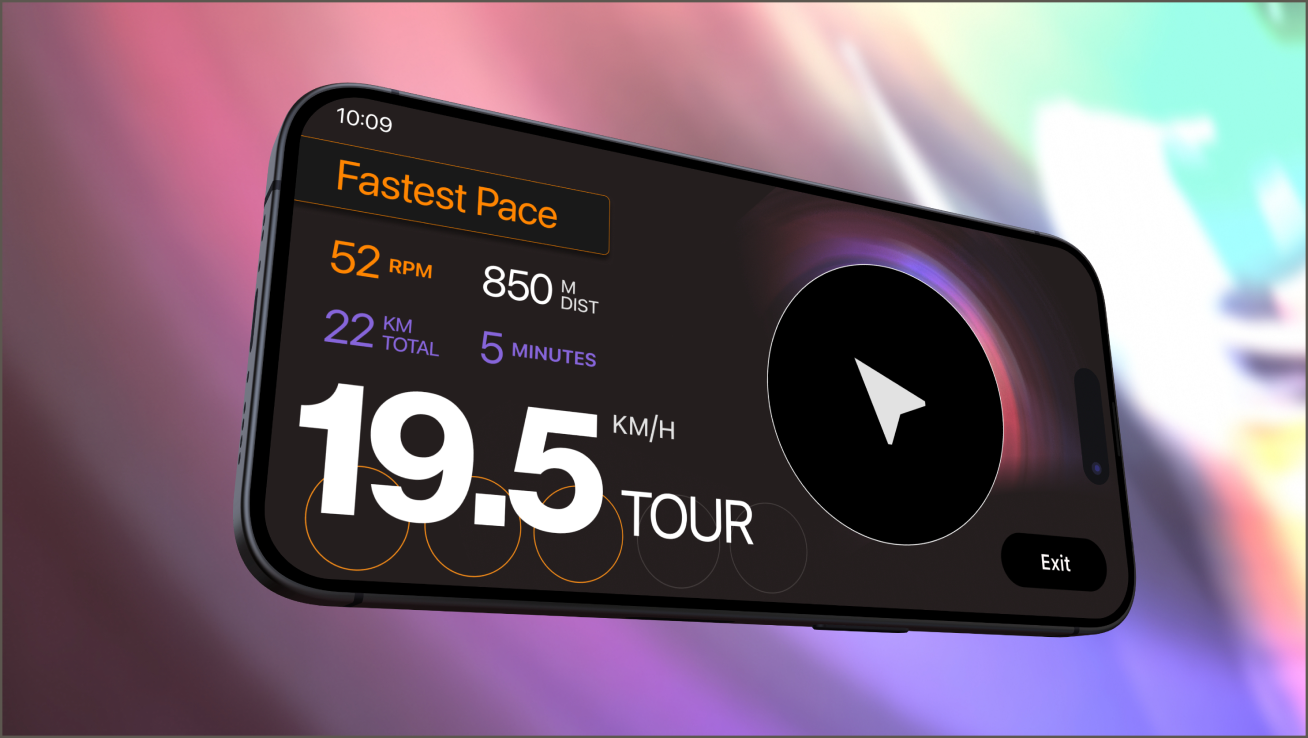 10:09
Fastest Pace
52 RPM
850 M DIST
22 KM TOTAL
5 MINUTES
19.5 KM/H
TOUR
Exit